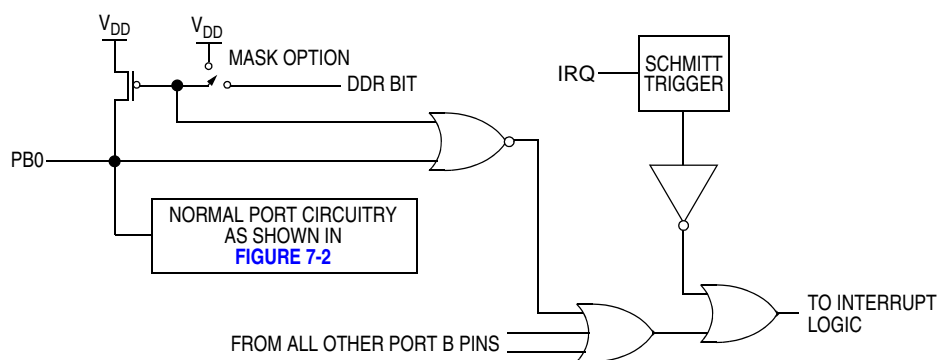 VDD
VDD
MASK OPTION
DDR BIT
IRQ
SCHMITT
TRIGGER
PB0
NORMAL PORT CIRCUITRY
AS SHOWN IN
FIGURE 7-2
TO INTERRUPT
LOGIC
FROM ALL OTHER PORT B PINS